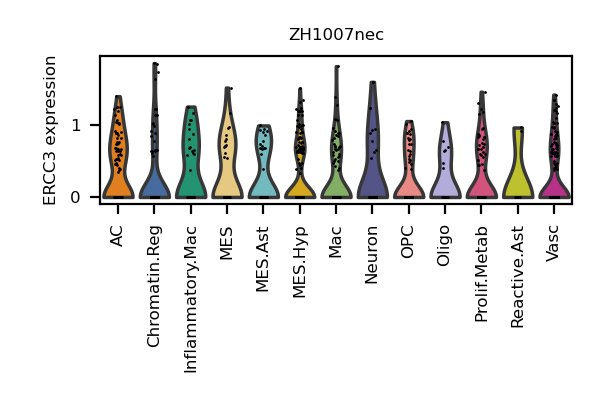 ZH1007nec
ERCC3 expression
1
0
AC
Chromatin.Reg
Inflammatory.Mac
MES
MES.Ast
MES.Hyp
Mac
Neuron
OPC
Oligo
Prolif.Metab
Reactive.Ast
Vasc